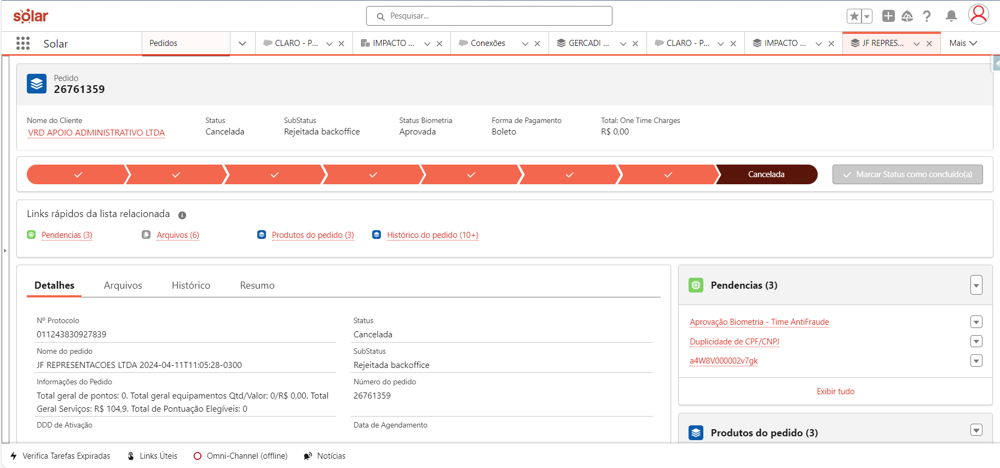 solar
Pesquisar...
Solar
Pedidos
CLARO - P...
IMPACTO ...
Conexões
GERCADI ...
CLARO - P...
IMPACTO ...
JF REPRES...
Mais
Pedido
26761359
Nome do Cliente
VRD APOIO ADMINISTRATIVO LTDA
Status
Cancelada
SubStatus
Rejeitada backoffice
Status Biometria
Aprovada
Forma de Pagamento
Boleto
Total: One Time Charges
R$ 0,00
Cancelada
Marcar Status como concluído(a)
Links rápidos da lista relacionada
Pendencias (3)
Arquivos (6)
Produtos do pedido (3)
Histórico do pedido (10+)
Detalhes
Arquivos
Histórico
Resumo
Nº Protocolo
011243830927839
Status
Cancelada
Nome do pedido
JF REPRESENTACOES LTDA 2024-04-11T11:05:28-0300
SubStatus
Rejeitada backoffice
Informações do Pedido
Total geral de pontos: 0. Total geral equipamentos Qtd/Valor: 0/R$ 0,00. Total
Geral Serviços: R$ 104,9. Total de Pontuação Elegíveis: 0
Número do pedido
26761359
DDD de Ativação
Data de Agendamento
Pendencias (3)
Aprovação Biometria - Time AntiFraude
Duplicidade de CPF/CNPJ
a4W8V000002v7gk
Exibir tudo
Produtos do pedido (3)
Verifica Tarefas Expiradas
Links Úteis
Omni-Channel (offline)
Notícias